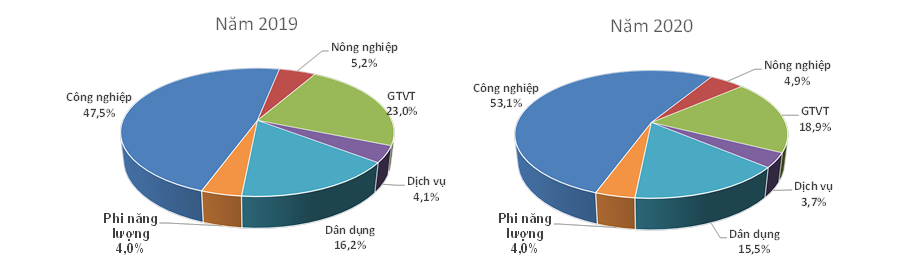 Năm 2019
Nông nghiệp
5,2%
Công nghiệp
47,5%
GTVT
23,0%
Dịch vụ
4,1%
Phi năng
lượng
4,0%
Dân dụng
16,2%
Năm 2020
Nông nghiệp
4,9%
Công nghiệp
53,1%
GTVT
18,9%
Dịch vụ
3,7%
Phi năng
lượng
4,0%
Dân dụng
15,5%